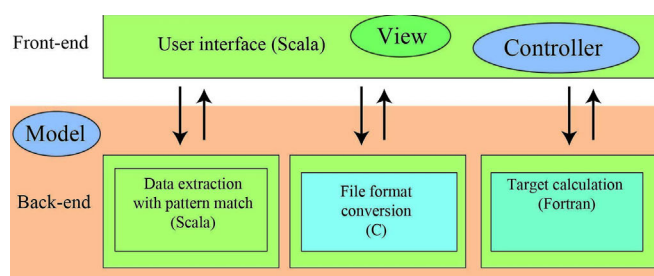 Front-end
User interface (Scala)
View
Controller
Model
Back-end
Data extraction
with pattern match
(Scala)
File format
conversion
(C)
Target calculation
(Fortran)